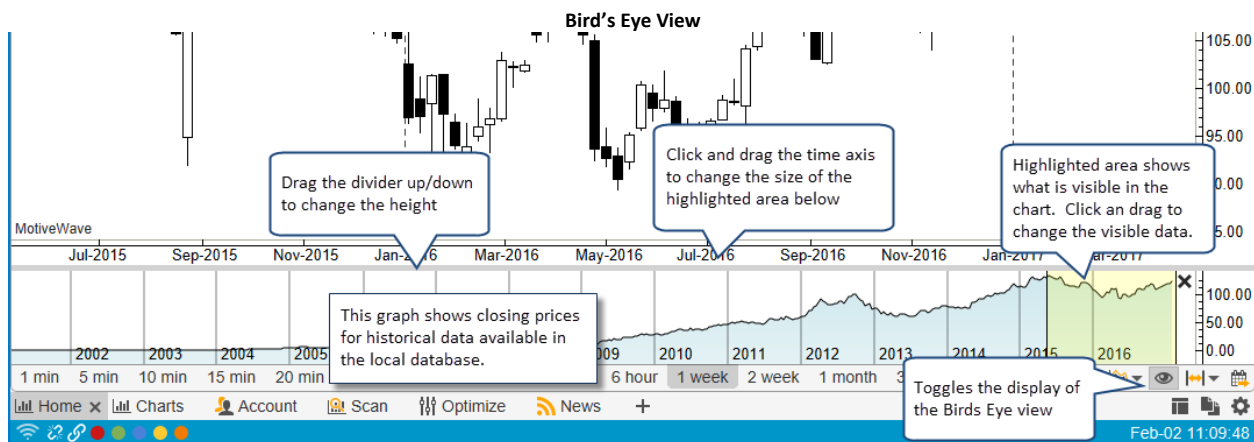 Bird's Eye View
105.00
100.00
95.00
Drag the divider up/down
to change the height
Click and drag the time axis
to change the size of the
highlighted area below
Highlighted area shows
what is visible in the
chart. Click an drag to
change the visible data.
MotiveWave
Jul-2015 Sep-2015 Nov-2015 Jan-2016 Mar-2016 May-2016 Jul-2016 Sep-2016 Nov-2016
This graph shows closing prices
for historical data available in
the local database.
100.00
50.00
0.00
2002 2003 2004 2005 2010 2011 2012 2013 2014 2015 2016
1 min 5 min 10 min 15 min 20 min 6 hour 1 week 2 week 1 month
Toggles the display of
the Birds Eye view
Home Charts Account Scan Optimize News +
Feb-02 11:09:48